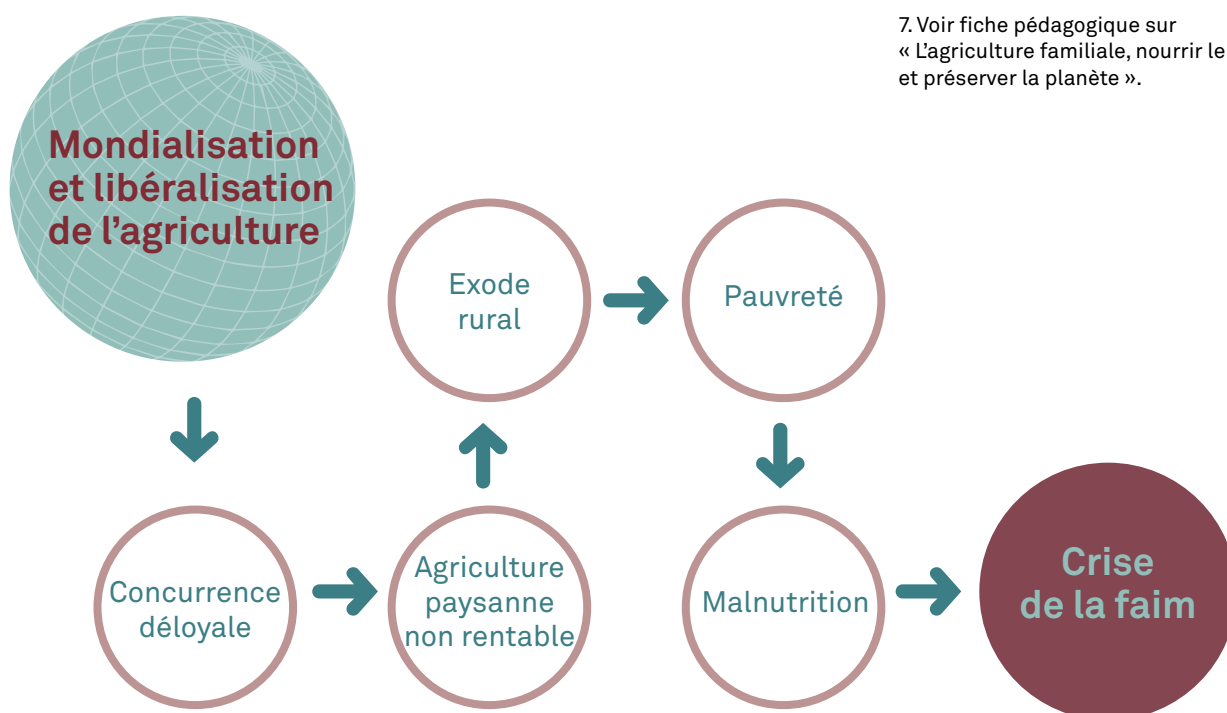 7. Voir fiche pédagogique sur
« L’agriculture familiale, nourrir le
et préserver la planète ».
Mondialisation
et libéralisation
de l’agriculture
Exode
rural
Pauvreté
Concurrence
déloyale
Agriculture
paysanne
non rentable
Malnutrition
Crise
de la faim